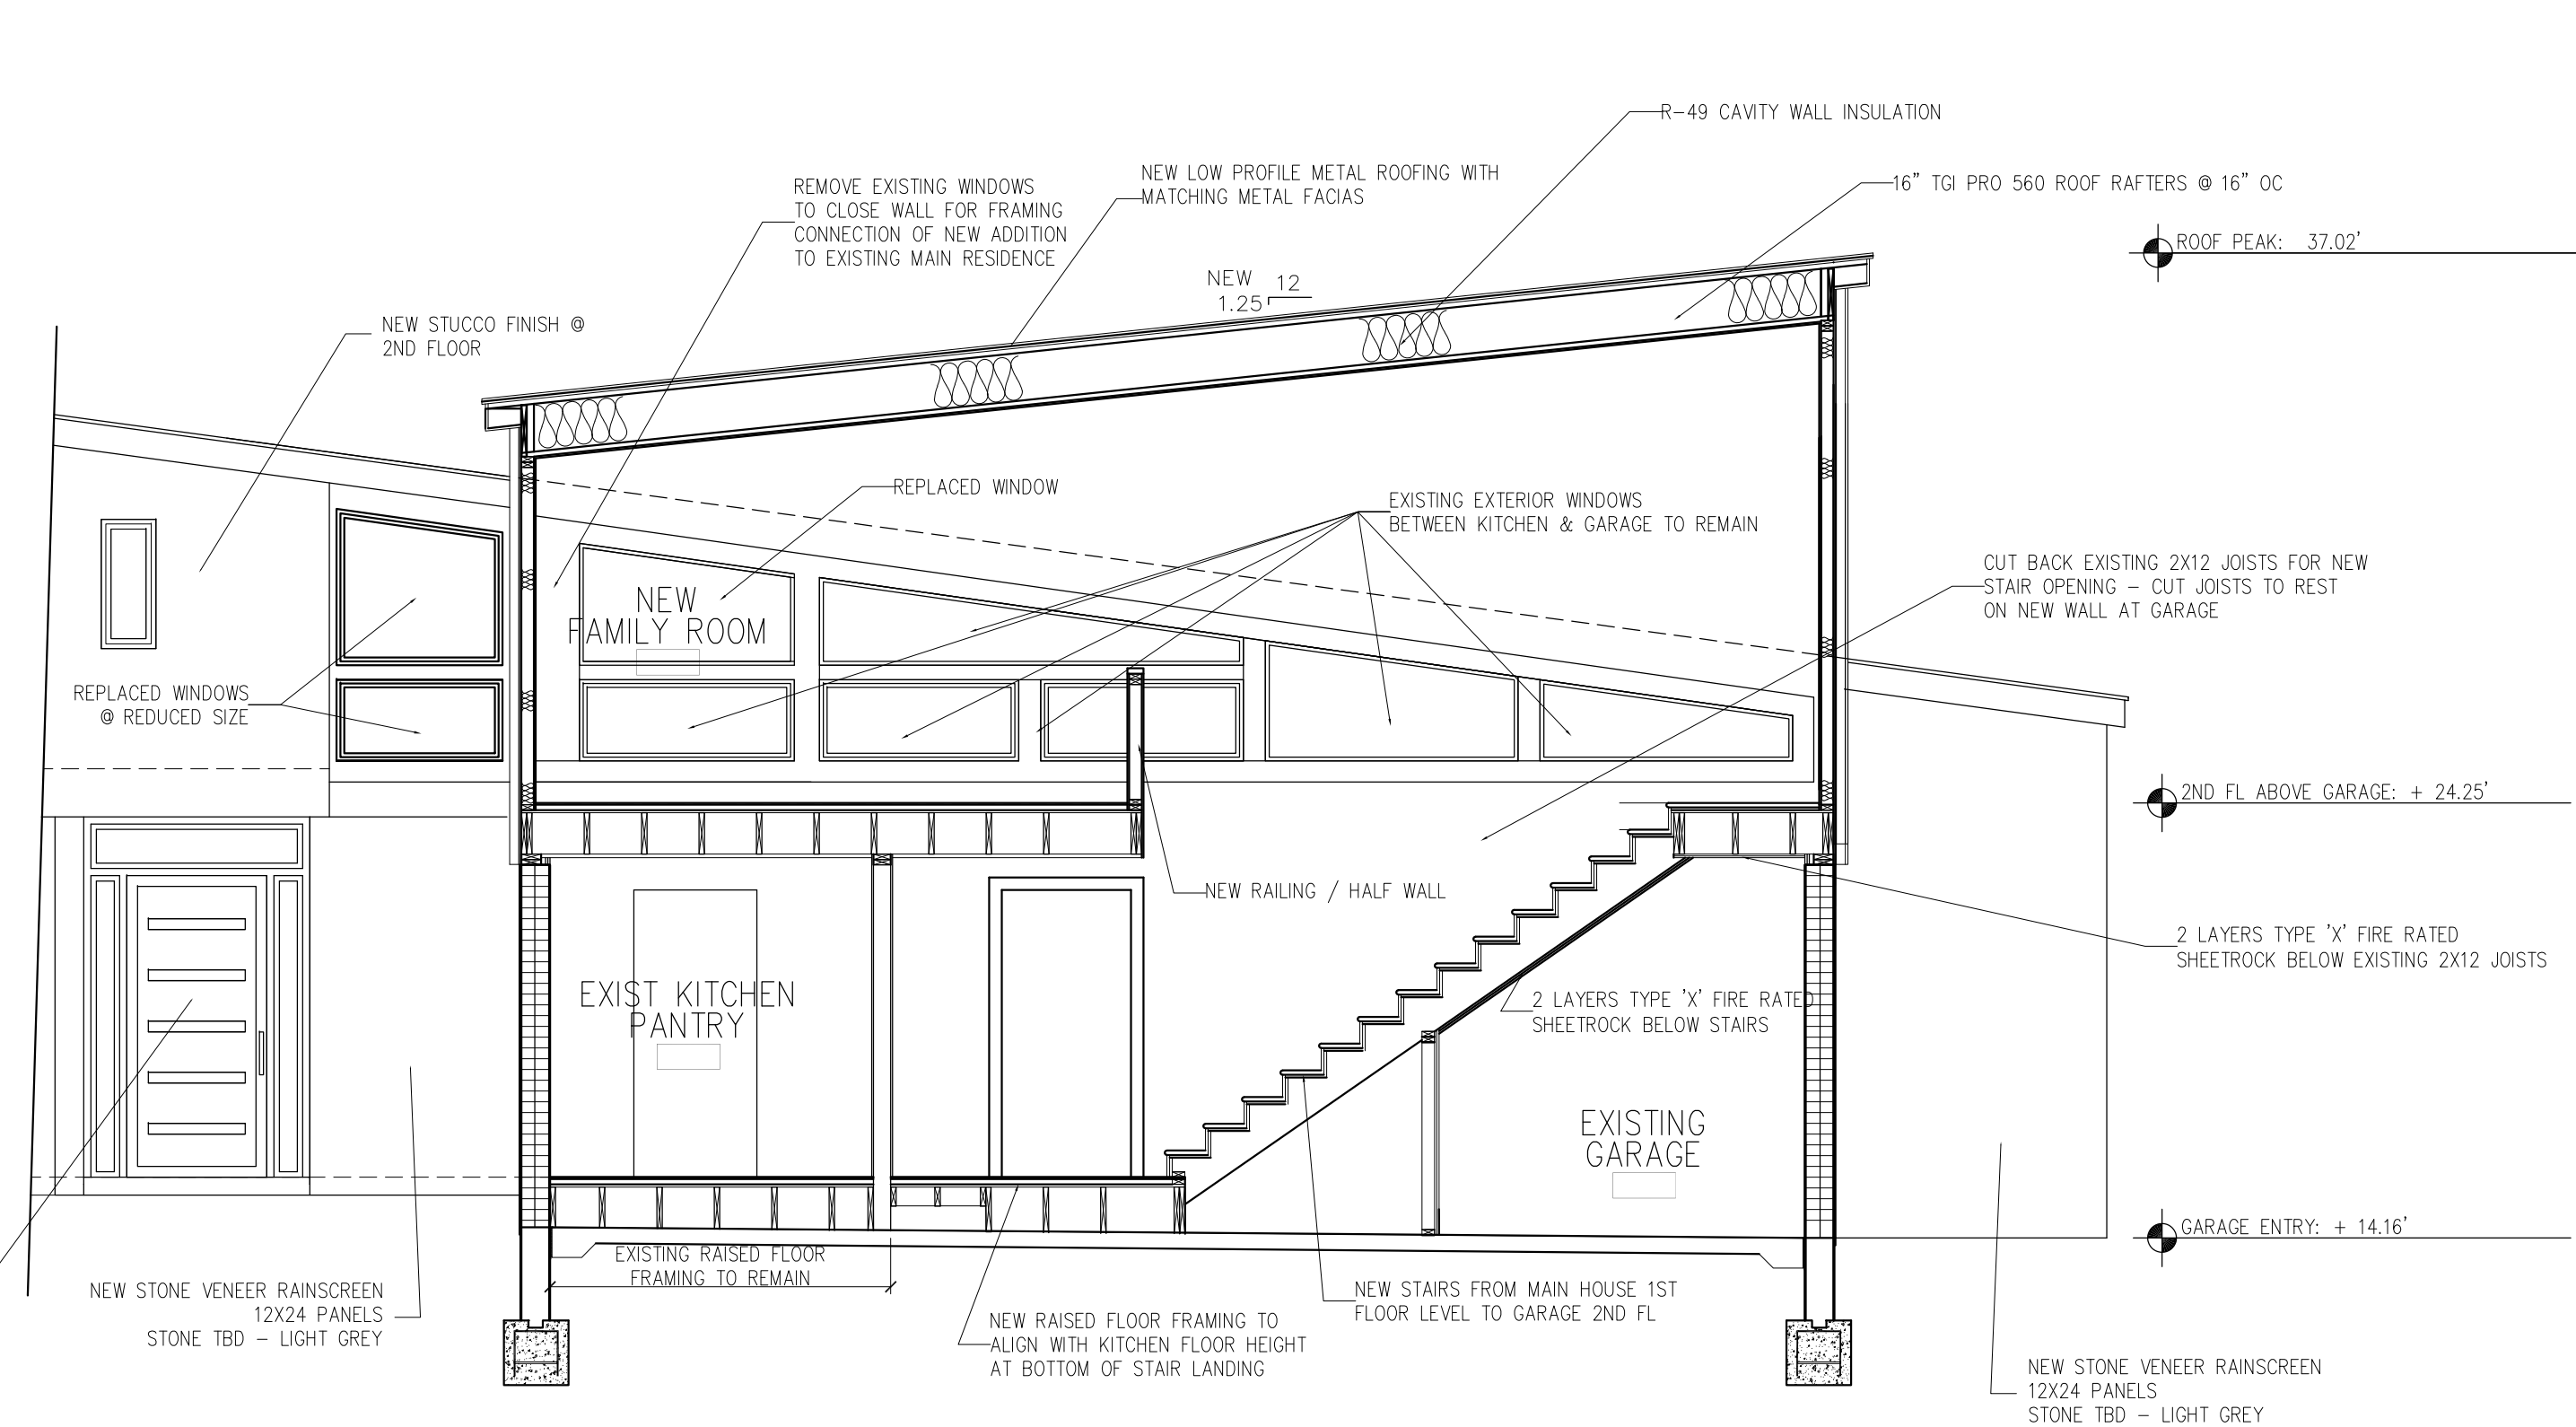 R-49 CAVITY WALL INSULATION
NEW LOW PROFILE METAL ROOFING WITH
MATCHING METAL FACIAS
REMOVE EXISTING WINDOWS
TO CLOSE WALL FOR FRAMING
CONNECTION OF NEW ADDITION
TO EXISTING MAIN RESIDENCE
16" TGI PRO 560 ROOF RAFTERS @ 16" OC
ROOF PEAK: 37.02'
NEW 12
1.25
NEW STUCCO FINISH @
2ND FLOOR
REPLACED WINDOW
EXISTING EXTERIOR WINDOWS
BETWEEN KITCHEN & GARAGE TO REMAIN
CUT BACK EXISTING 2X12 JOISTS FOR NEW
STAIR OPENING – CUT JOISTS TO REST
ON NEW WALL AT GARAGE
NEW
FAMILY ROOM
REPLACED WINDOWS
@ REDUCED SIZE
2ND FL ABOVE GARAGE: + 24.25'
NEW RAILING / HALF WALL
2 LAYERS TYPE 'X' FIRE RATED
SHEETROCK BELOW EXISTING 2X12 JOISTS
EXIST KITCHEN
PANTRY
2 LAYERS TYPE 'X' FIRE RATED
SHEETROCK BELOW STAIRS
EXISTING
GARAGE
GARAGE ENTRY: + 14.16'
EXISTING RAISED FLOOR
FRAMING TO REMAIN
NEW STONE VENEER RAINSCREEN
12X24 PANELS
STONE TBD – LIGHT GREY
NEW STAIRS FROM MAIN HOUSE 1ST
FLOOR LEVEL TO GARAGE 2ND FL
NEW RAISED FLOOR FRAMING TO
ALIGN WITH KITCHEN FLOOR HEIGHT
AT BOTTOM OF STAIR LANDING
NEW STONE VENEER RAINSCREEN
12X24 PANELS
STONE TBD – LIGHT GREY